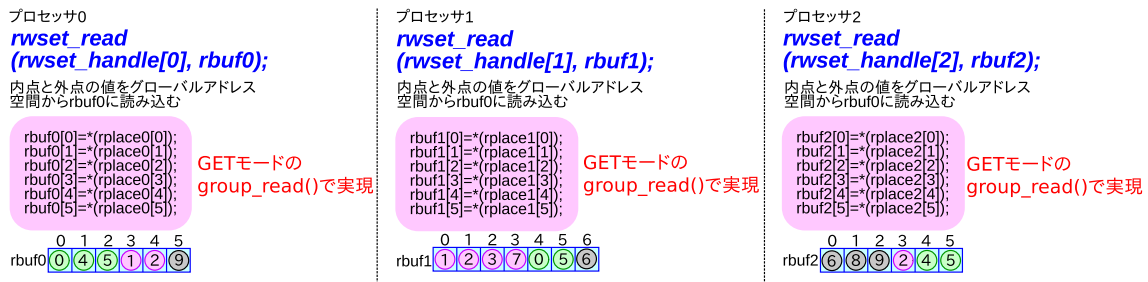 プロセッサ0
rwset_read
(rwset_handle[0], rbuf0);
内点と外点の値をグローバルアドレス
空間からrbuf0に読み込む
rbuf0[0]=*(rplace0[0]);
rbuf0[1]=*(rplace0[1]);
rbuf0[2]=*(rplace0[2]);
rbuf0[3]=*(rplace0[3]);
rbuf0[4]=*(rplace0[4]);
rbuf0[5]=*(rplace0[5]);
GETモードの
group_read()で実現
0 1 2 3 4 5
rbuf0 0 4 5 1 2 9
プロセッサ1
rwset_read
(rwset_handle[1], rbuf1);
内点と外点の値をグローバルアドレス
空間からrbuf0に読み込む
rbuf1[0]=*(rplace1[0]);
rbuf1[1]=*(rplace1[1]);
rbuf1[2]=*(rplace1[2]);
rbuf1[3]=*(rplace1[3]);
rbuf1[4]=*(rplace1[4]);
rbuf1[5]=*(rplace1[5]);
GETモードの
group_read()で実現
0 1 2 3 4 5 6
rbuf1 1 2 3 7 0 5 6
プロセッサ2
rwset_read
(rwset_handle[2], rbuf2);
内点と外点の値をグローバルアドレス
空間からrbuf0に読み込む
rbuf2[0]=*(rplace2[0]);
rbuf2[1]=*(rplace2[1]);
rbuf2[2]=*(rplace2[2]);
rbuf2[3]=*(rplace2[3]);
rbuf2[4]=*(rplace2[4]);
rbuf2[5]=*(rplace2[5]);
GETモードの
group_read()で実現
0 1 2 3 4 5
rbuf2 6 8 9 2 4 5